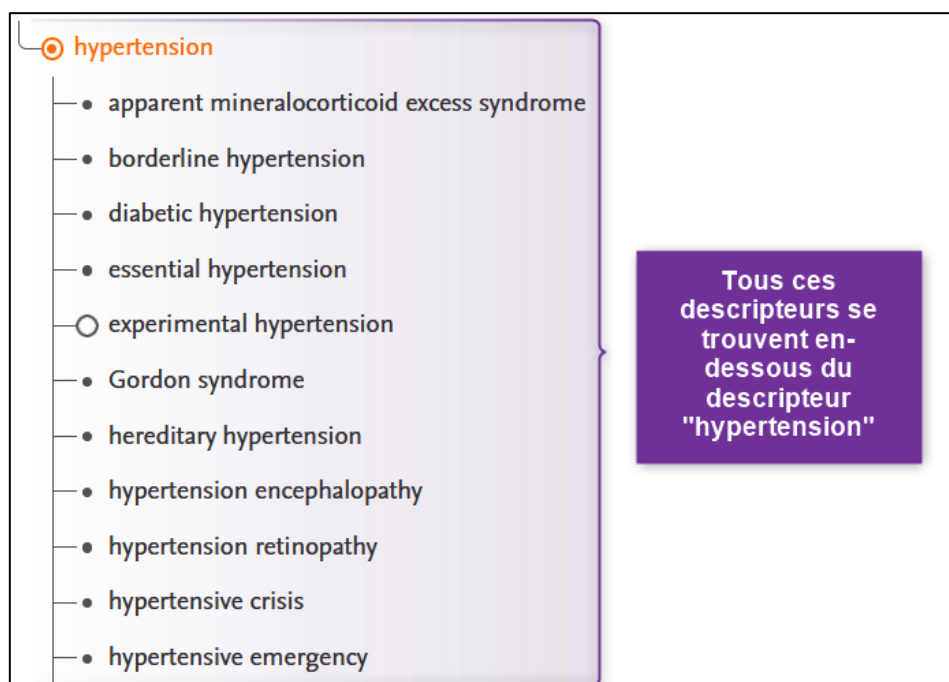 hypertension
apparent mineralocorticoid excess syndrome
borderline hypertension
diabetic hypertension
essential hypertension
experimental hypertension
Gordon syndrome
hereditary hypertension
hypertension encephalopathy
hypertension retinopathy
hypertensive crisis
hypertensive emergency
Tous ces
descripteurs se
trouvent en-
dessous du
descripteur
"hypertension"